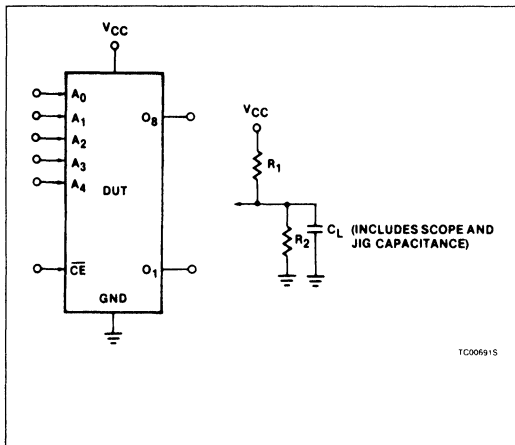 VCC
A0
A1
A2
A3
A4
O8
DUT
CE
O1
GND
VCC
R1
R2
CL (INCLUDES SCOPE AND
JIG CAPACITANCE)
TC00691S